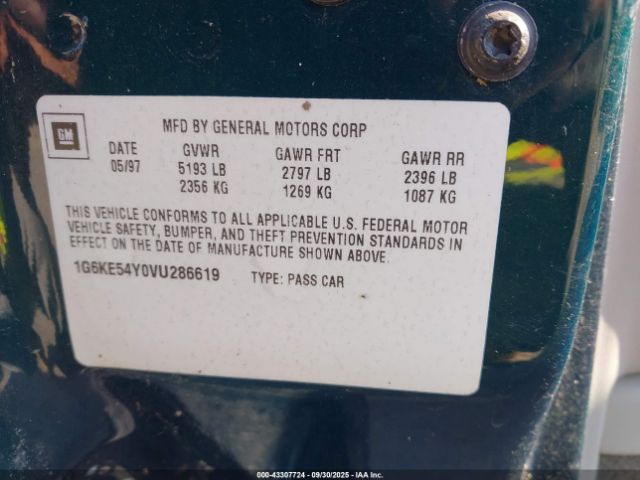 GM
MFD BY GENERAL MOTORS CORP
DATE GVWR GAWR FRT GAWR RR
05/97 5193 LB 2797 LB 2396 LB
2356 KG 1269 KG 1087 KG
THIS VEHICLE CONFORMS TO ALL APPLICABLE U.S. FEDERAL MOTOR
VEHICLE SAFETY, BUMPER, AND THEFT PREVENTION STANDARDS IN
EFFECT ON THE DATE OF MANUFACTURE SHOWN ABOVE.
1G6KE54Y0VU286619 TYPE: PASS CAR
000-43307724 - 09/30/2025 - IAA Inc.